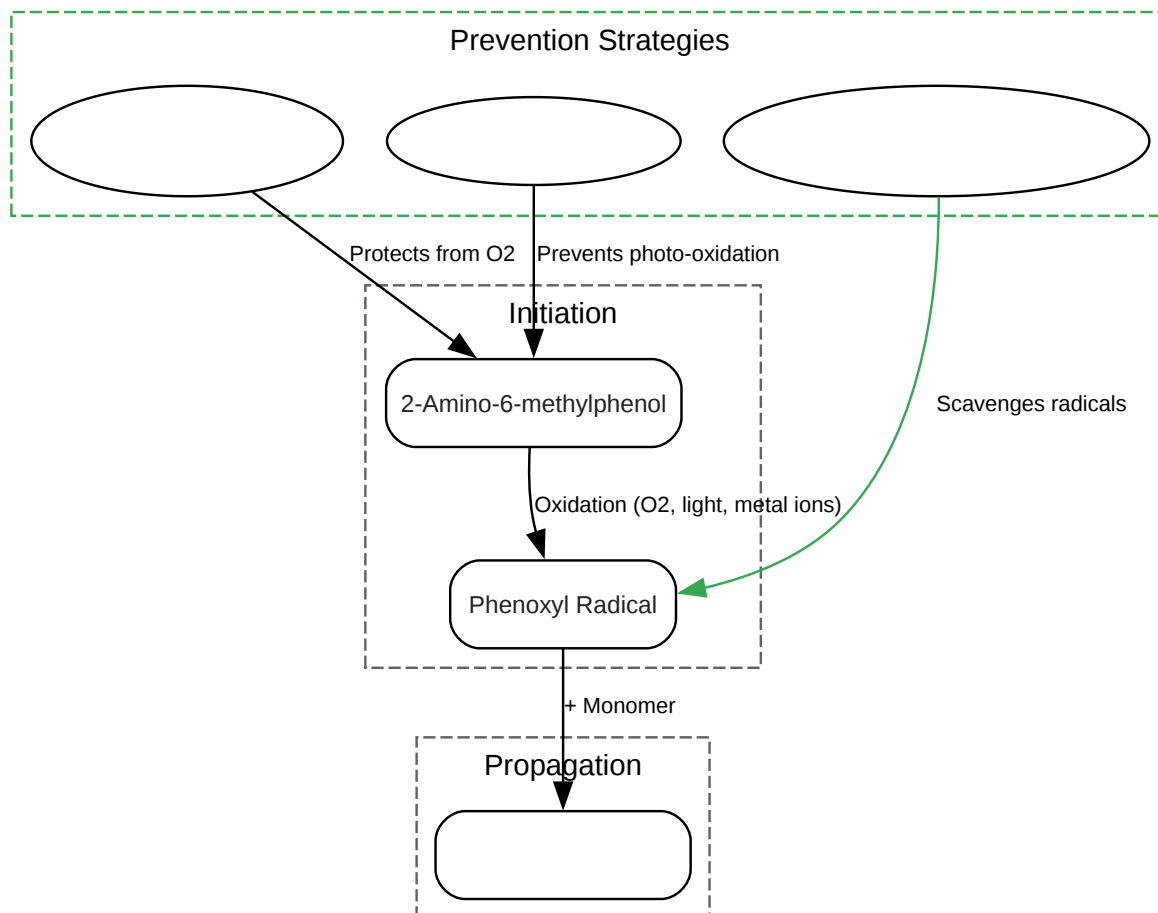 Prevention Strategies
Protects from O2
Prevents photo-oxidation
Initiation
2-Amino-6-methylphenol
Scavenges radicals
Oxidation (O2, light, metal ions)
Phenoxyl Radical
+ Monomer
Propagation